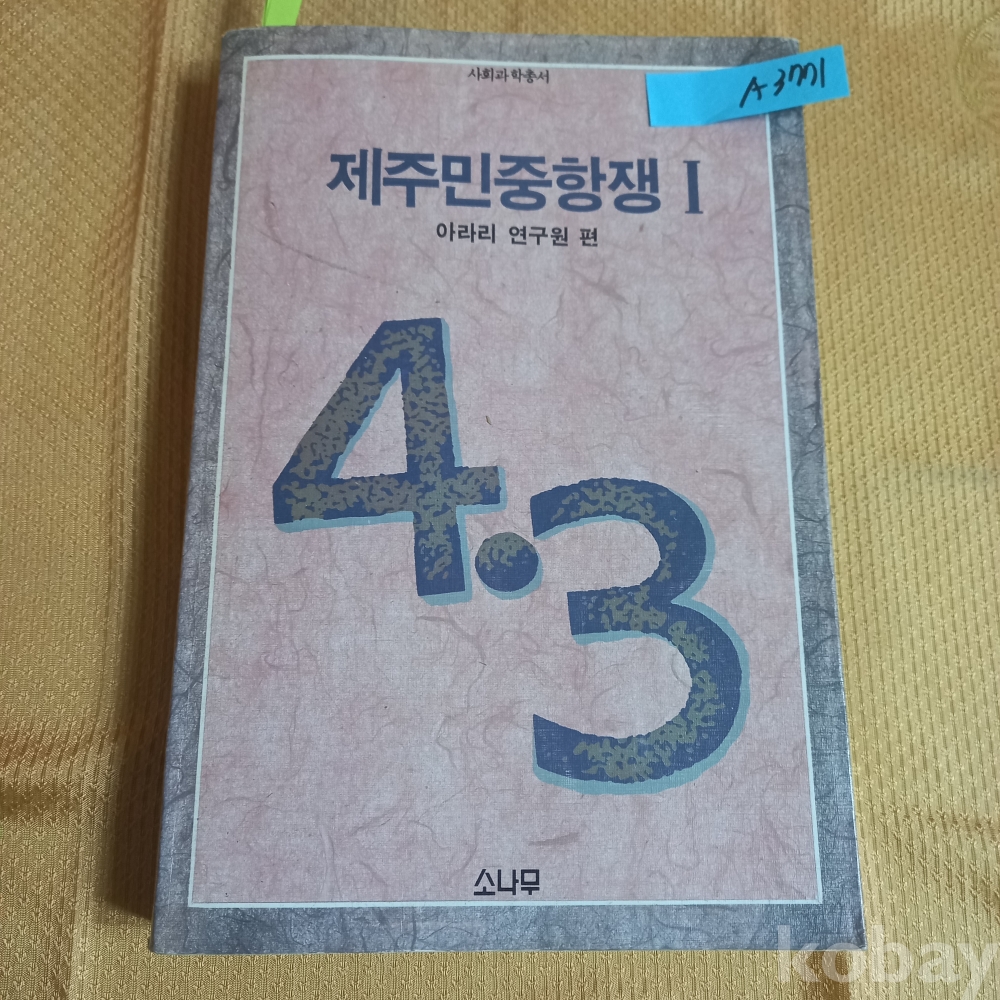 사회과학총서
A3771
제주민중항쟁 I
아라리 연구원 편
4·3
소나무
kobay